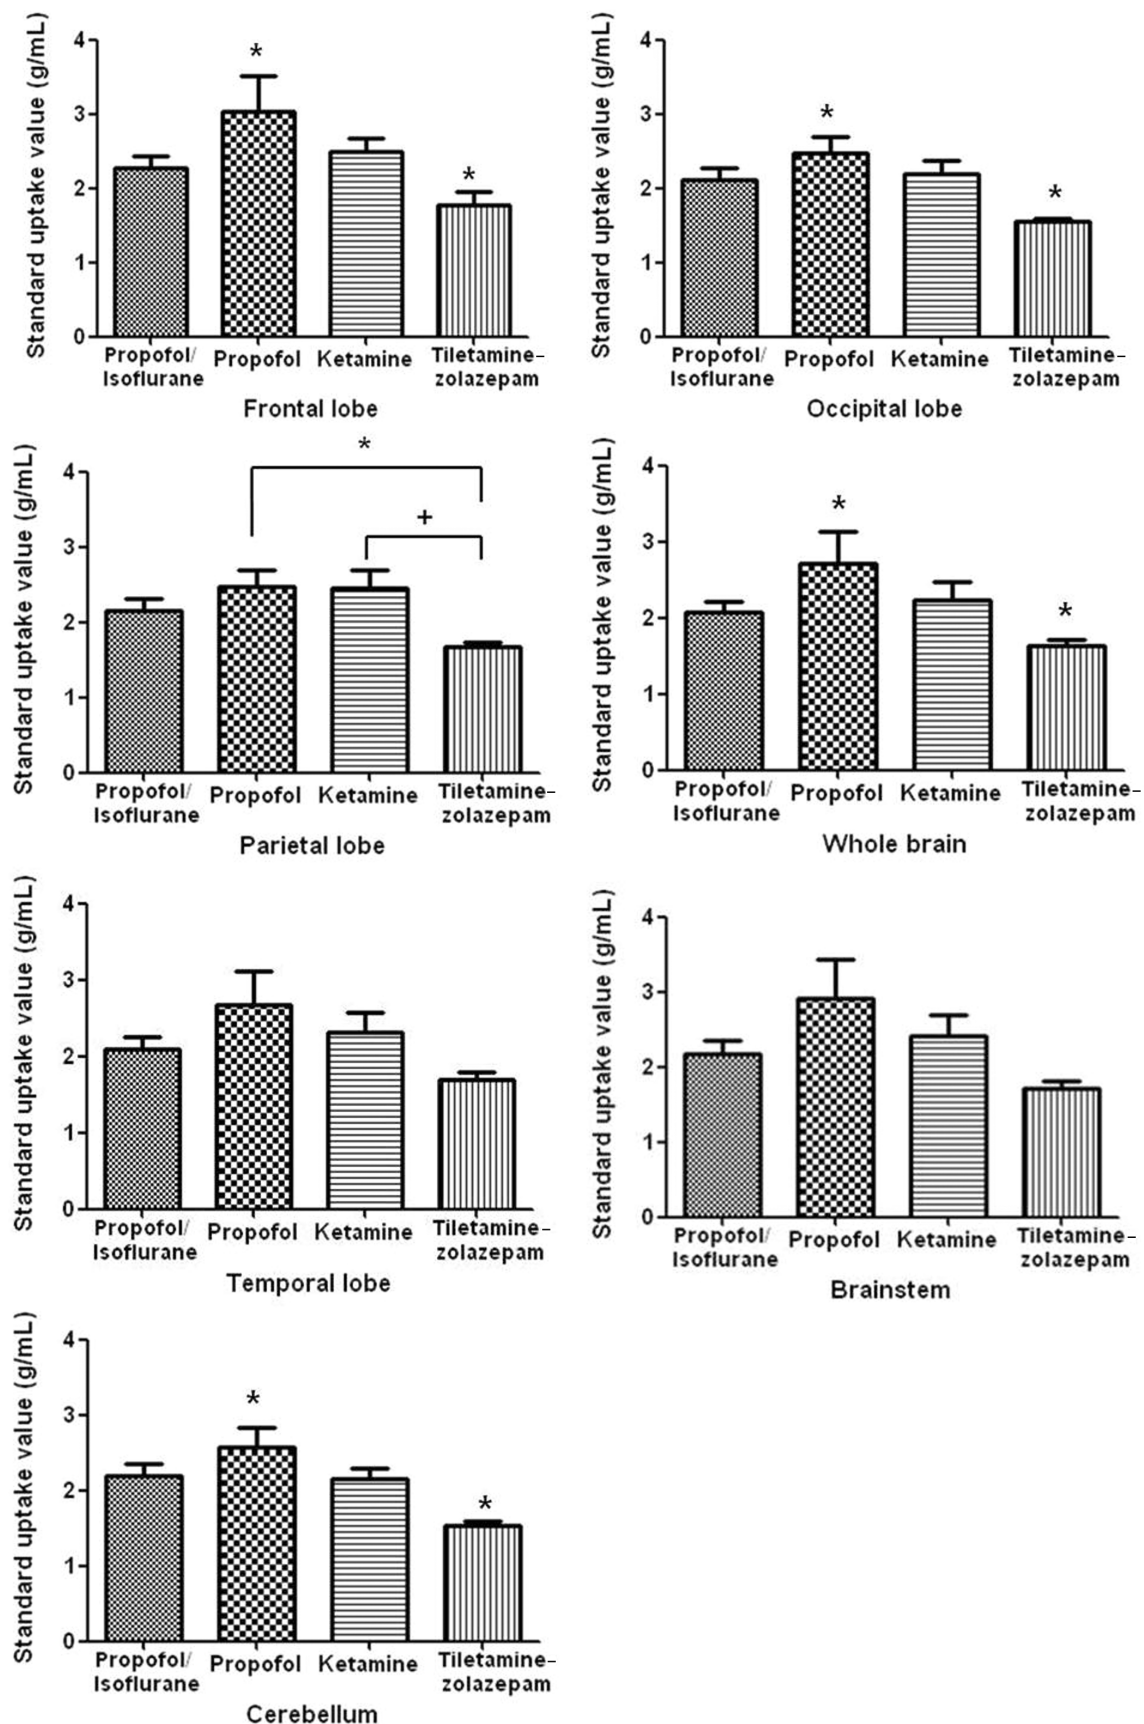 Standard uptake value (g/mL)
4
3
2
1
0
*
*
Propofol/
Isoflurane
Propofol
Ketamine
Tiletamine–
zolazepam
Frontal lobe
Standard uptake value (g/mL)
4
3
2
1
0
*
*
Propofol/
Isoflurane
Propofol
Ketamine
Tiletamine–
zolazepam
Occipital lobe
Standard uptake value (g/mL)
4
3
2
1
0
*
+
Propofol/
Isoflurane
Propofol
Ketamine
Tiletamine–
zolazepam
Parietal lobe
Standard uptake value (g/mL)
4
3
2
1
0
*
*
Propofol/
Isoflurane
Propofol
Ketamine
Tiletamine–
zolazepam
Whole brain
Standard uptake value (g/mL)
4
3
2
1
0
Propofol/
Isoflurane
Propofol
Ketamine
Tiletamine–
zolazepam
Temporal lobe
Standard uptake value (g/mL)
4
3
2
1
0
Propofol/
Isoflurane
Propofol
Ketamine
Tiletamine–
zolazepam
Brainstem
Standard uptake value (g/mL)
4
3
2
1
0
*
*
Propofol/
Isoflurane
Propofol
Ketamine
Tiletamine–
zolazepam
Cerebellum